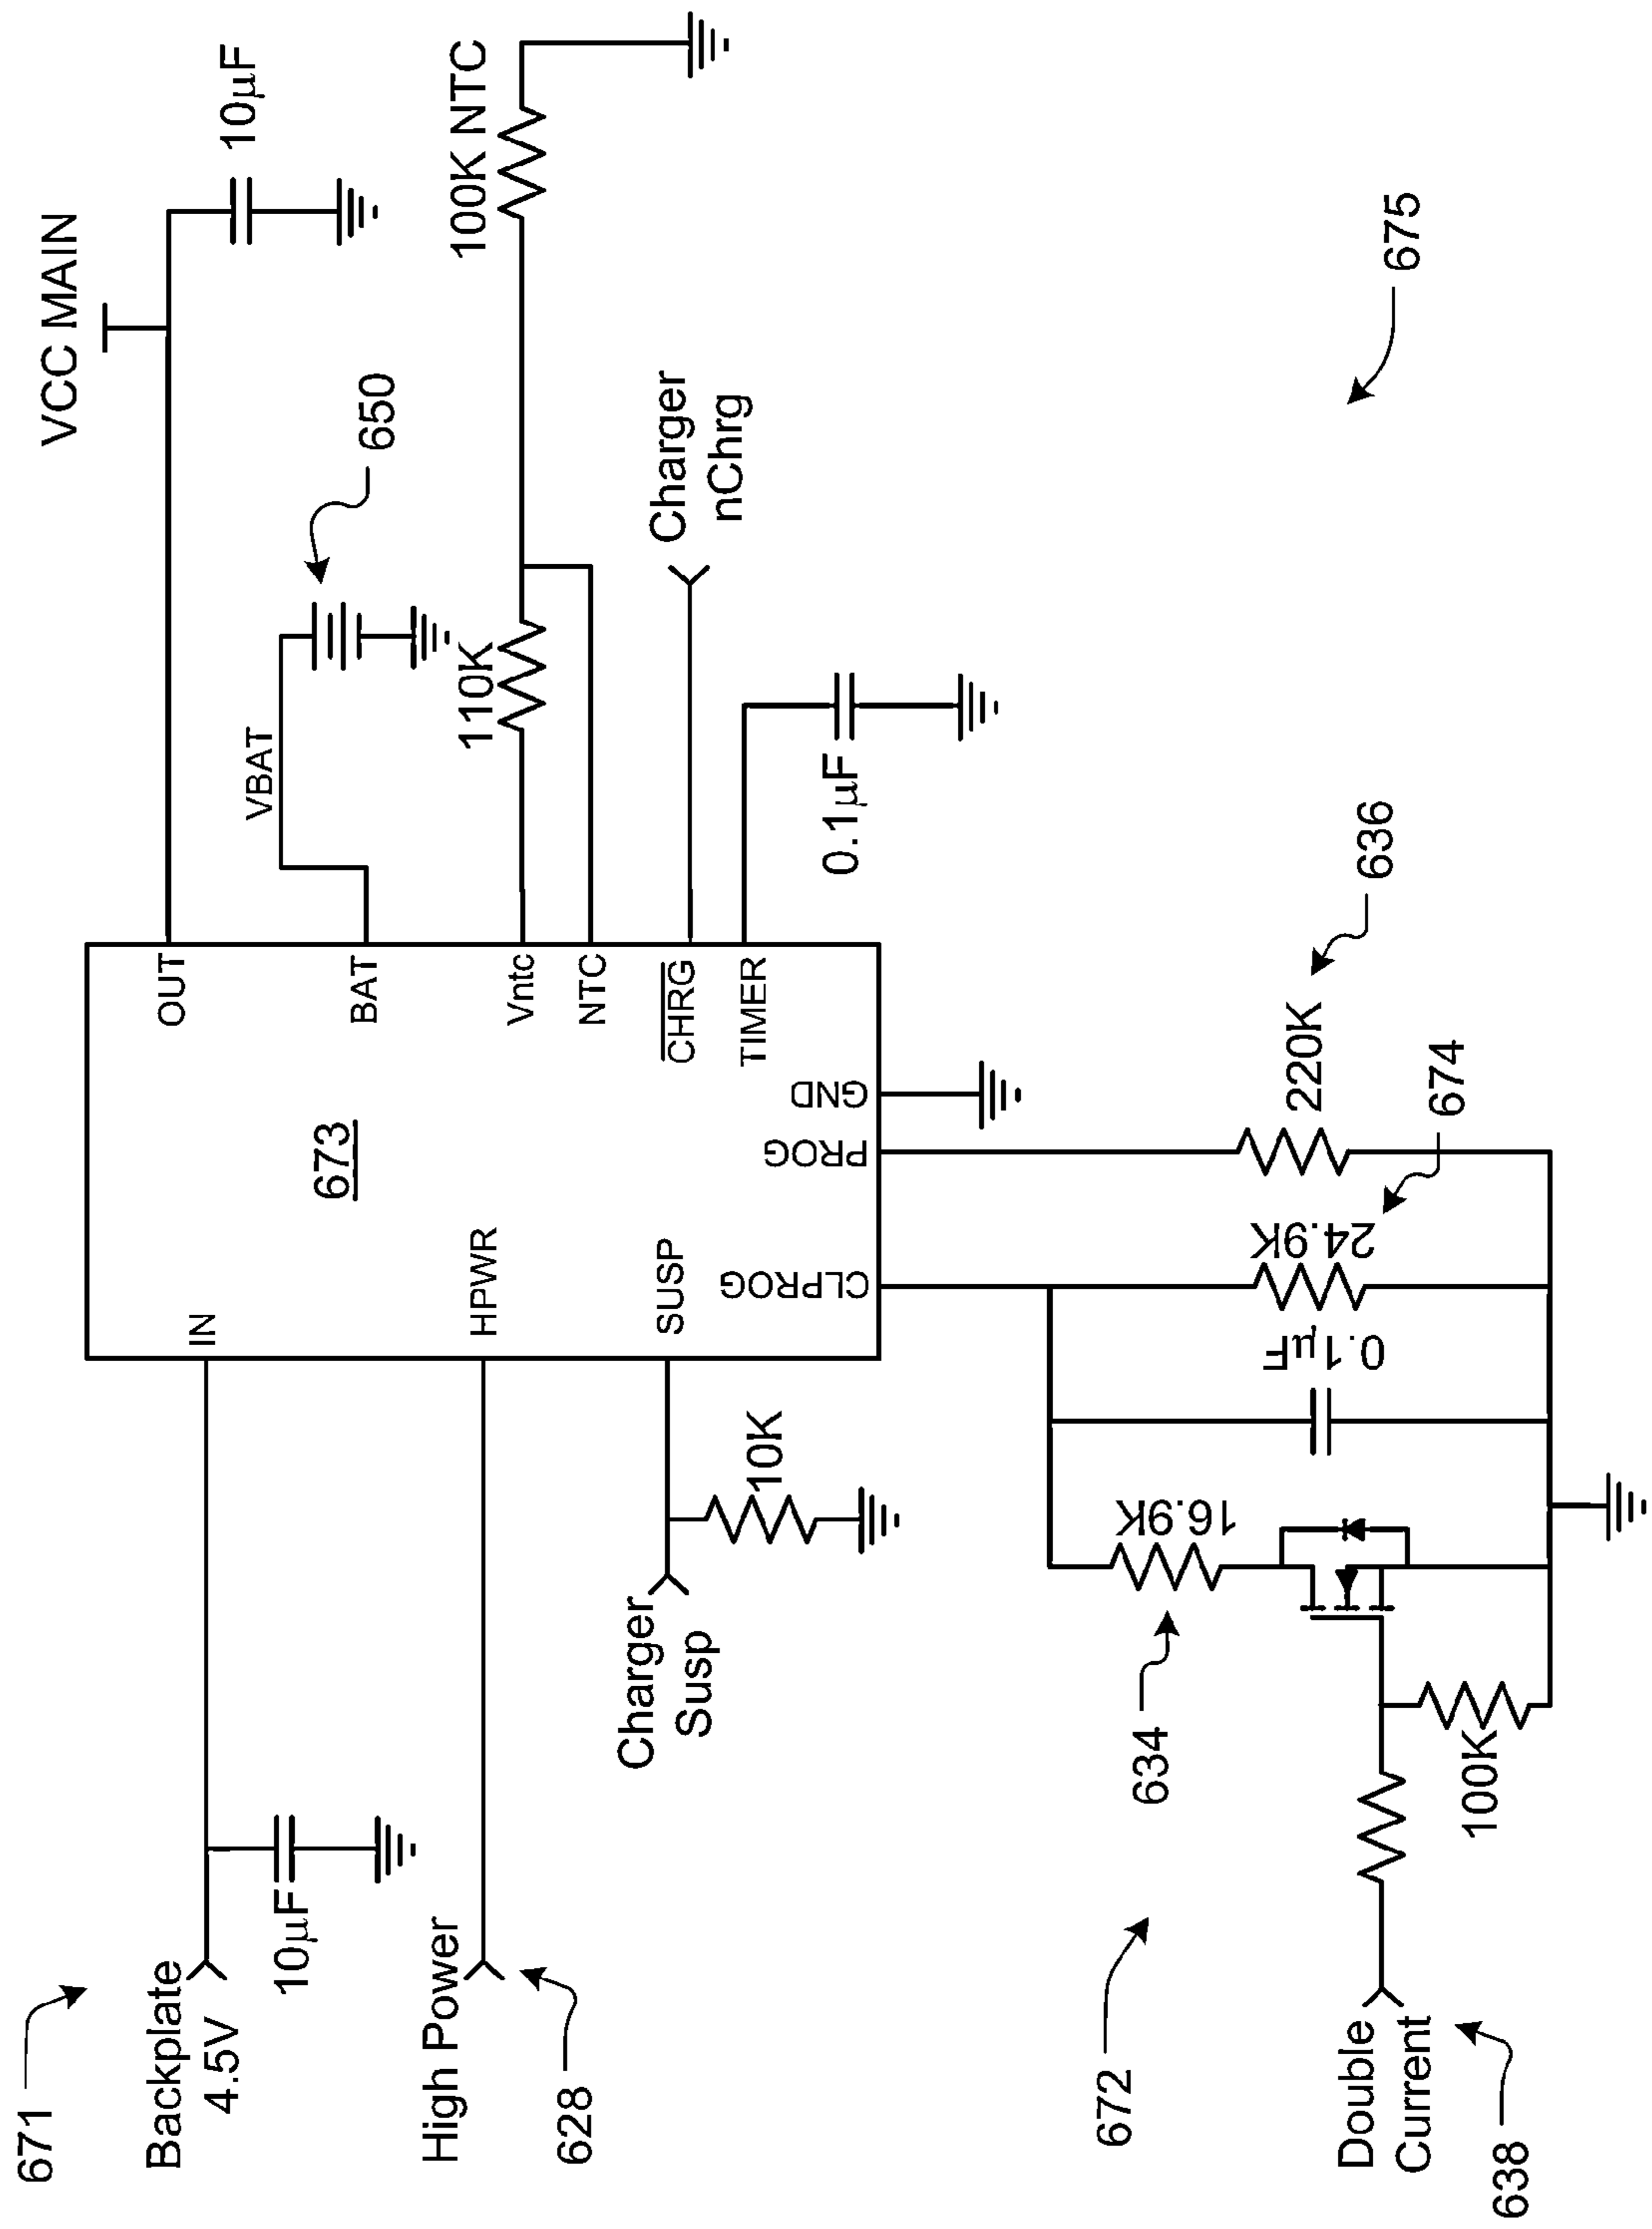 671
Backplate
4.5V
10µF
High Power
628
Charger
Susp
10K
IN
HPWR
SUSP
673
CLPROG
PROG
GND
OUT
BAT
Vntc
NTC
CHRG
TIMER
VCC MAIN
10µF
VBAT
650
110K
100K NTC
Charger
nChrg
0.1µF
675
672
Double
Current
638
634
100K
16.9K
0.1µF
24.9K
674
220K
636